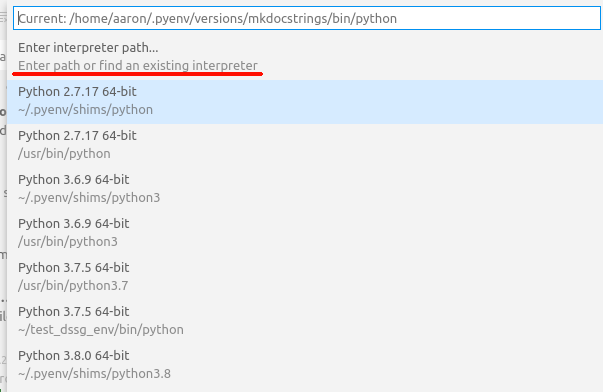 Current: /home/aaron/.pyenv/versions/mkdocstrings/bin/python
Enter interpreter path...
Enter path or find an existing interpreter
Python 2.7.17 64-bit
~/.pyenv/shims/python
Python 2.7.17 64-bit
/usr/bin/python
Python 3.6.9 64-bit
~/.pyenv/shims/python3
Python 3.6.9 64-bit
/usr/bin/python3
Python 3.7.5 64-bit
/usr/bin/python3.7
Python 3.7.5 64-bit
~/test_dssg_env/bin/python
Python 3.8.0 64-bit
~/.pyenv/shims/python3.8